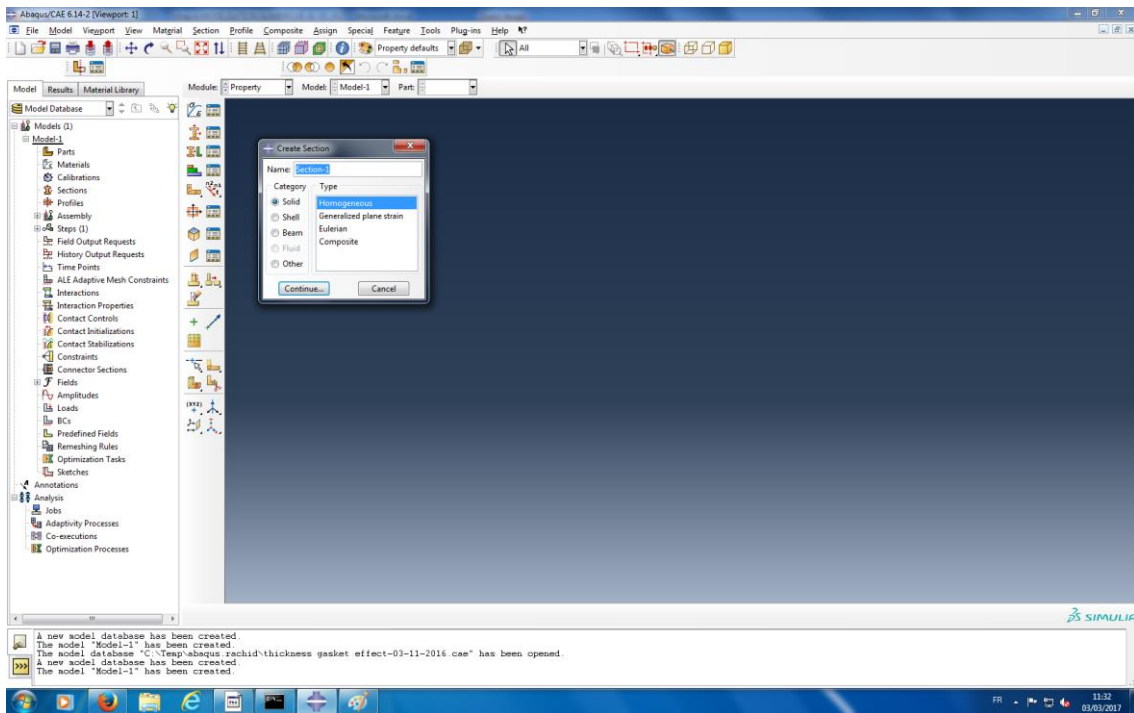 Abaqus/CAE 6.14-2 [Viewport: 1]
File Model Viewport View Material Section Profile Composite Assign Special Feature Tools Plug-ins Help
Property defaults All
Model Results Material Library Module: Property Model: Model-1 Part:
Model Database
Models (1)
Model-1
Parts
Materials
Calibrations
Sections
Profiles
Assembly
Steps (1)
Field Output Requests
History Output Requests
Time Points
ALE Adaptive Mesh Constraints
Interactions
Interaction Properties
Contact Controls
Contact Initializations
Contact Stabilizations
Constraints
Connector Sections
Fields
Amplitudes
Loads
BCs
Predefined Fields
Remeshing Rules
Optimization Tasks
Sketches
Annotations
Analysis
Jobs
Adaptivity Processes
Co-executions
Optimization Processes
Create Section
Name: Section-1
Category Type
Solid Homogeneous
Shell Generalized plane strain
Beam Eulerian
Fluid Composite
Other
Continue... Cancel
SIMULIA
A new model database has been created.
The model "Model-1" has been created.
The model database "C:\Temp\abaqus rachid\thickness gasket effect-03-11-2016.cae" has been opened.
A new model database has been created.
The model "Model-1" has been created.
FR 11:32
03/03/2017